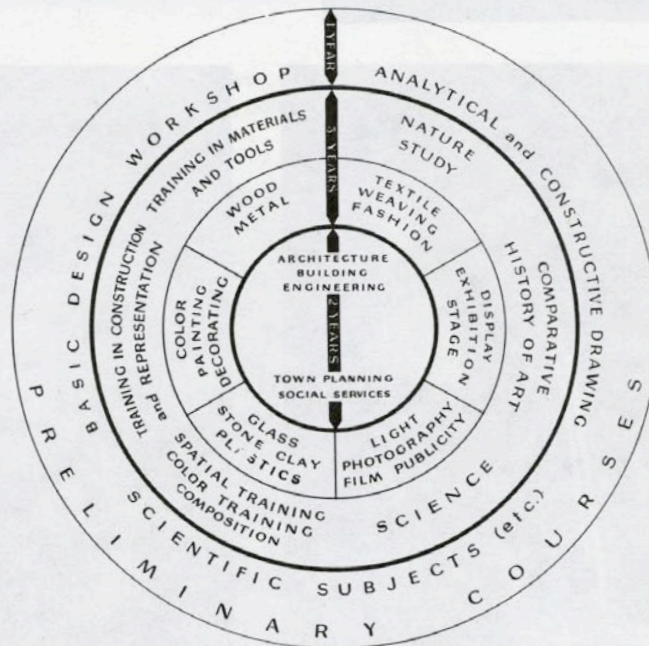 1 YEAR
BASIC DESIGN WORKSHOP
ANALYTICAL and CONSTRUCTIVE DRAWING
SCIENTIFIC SUBJECTS (etc.)
PRELIMINARY COURSES
3 YEARS
TRAINING IN MATERIALS
AND TOOLS
NATURE
STUDY
COMPARATIVE
HISTORY OF ART
SCIENCE
SPATIAL TRAINING
COLOR TRAINING
COMPOSITION
TRAINING IN CONSTRUCTION
and REPRESENTATION
WOOD
METAL
TEXTILE
WEAVING
FASHION
DISPLAY
EXHIBITION
STAGE
LIGHT
PHOTOGRAPHY
FILM PUBLICITY
GLASS
STONE CLAY
PLASTICS
COLOR
PAINTING
DECORATING
ARCHITECTURE
BUILDING
ENGINEERING
2 YEARS
TOWN PLANNING
SOCIAL SERVICES